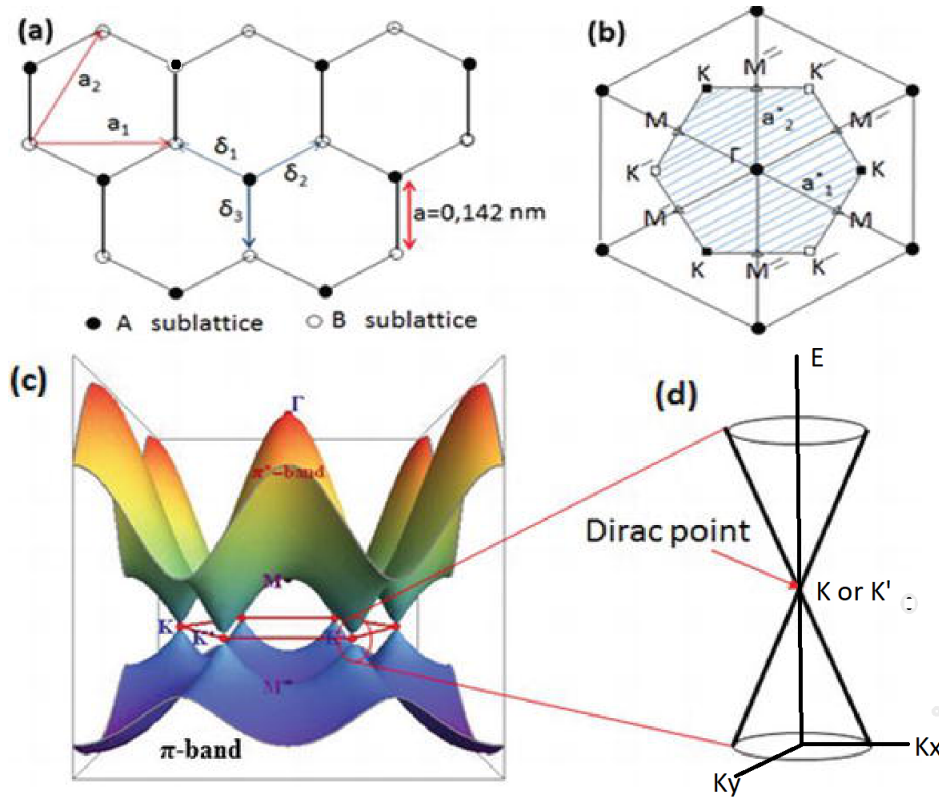 (a)
a₂
a₁
δ₁
δ₂
δ₃
a=0,142 nm
A sublattice
B sublattice
(b)
M''
K
K'
M
a*₂
M'
Γ
K'
a*₁
K
M'
M
K
M''
K'
(c)
Γ
π*-band
M
K
K'
K
M''
π-band
(d)
E
Dirac point
K or K'
Kx
Ky